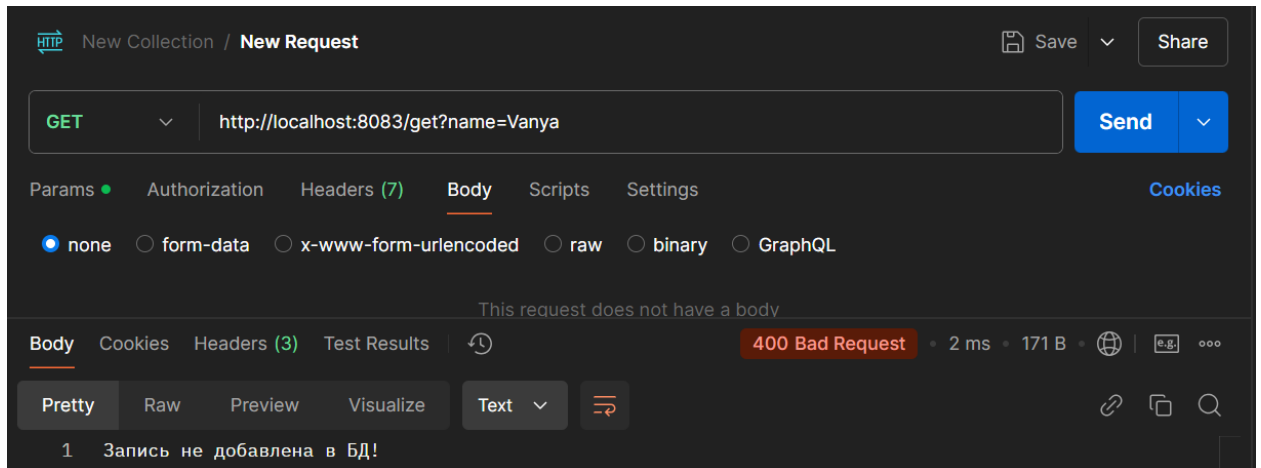 HTTP New Collection / New Request Save Share
GET http://localhost:8083/get?name=Vanya Send
Params Authorization Headers (7) Body Scripts Settings Cookies
none form-data x-www-form-urlencoded raw binary GraphQL
This request does not have a body
Body Cookies Headers (3) Test Results 400 Bad Request • 2 ms • 171 B • e.g.
Pretty Raw Preview Visualize Text
1 Запись не добавлена в БД!